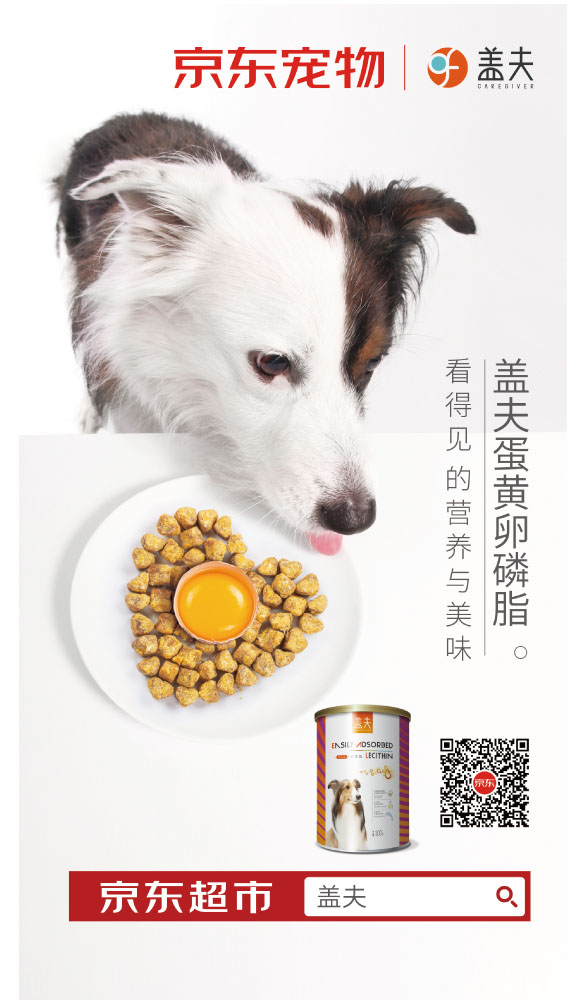 京东宠物
盖夫
CAREGIVER
盖夫蛋黄卵磷脂。
看得见的营养与美味
盖夫
EASILY ADSORBED
LECITHIN
京东
京东超市
盖夫